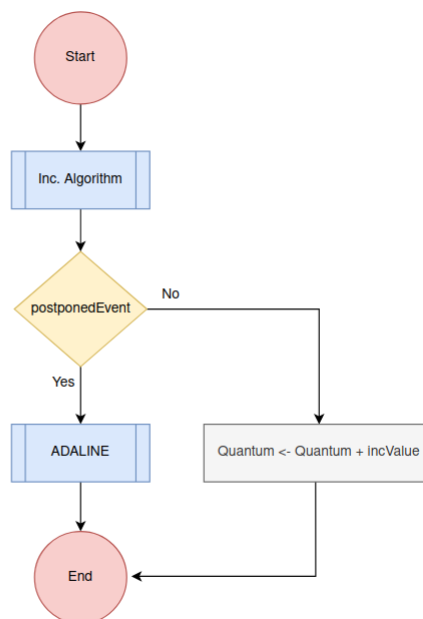 Start
Inc. Algorithm
postponedEvent
No
Yes
ADALINE
Quantum <- Quantum + incValue
End